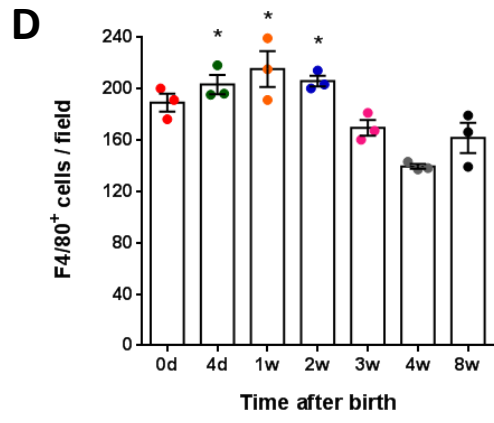 D
* * *
240
200
160
120
80
40
0
F4/80⁺ cells / field
0d 4d 1w 2w 3w 4w 8w
Time after birth